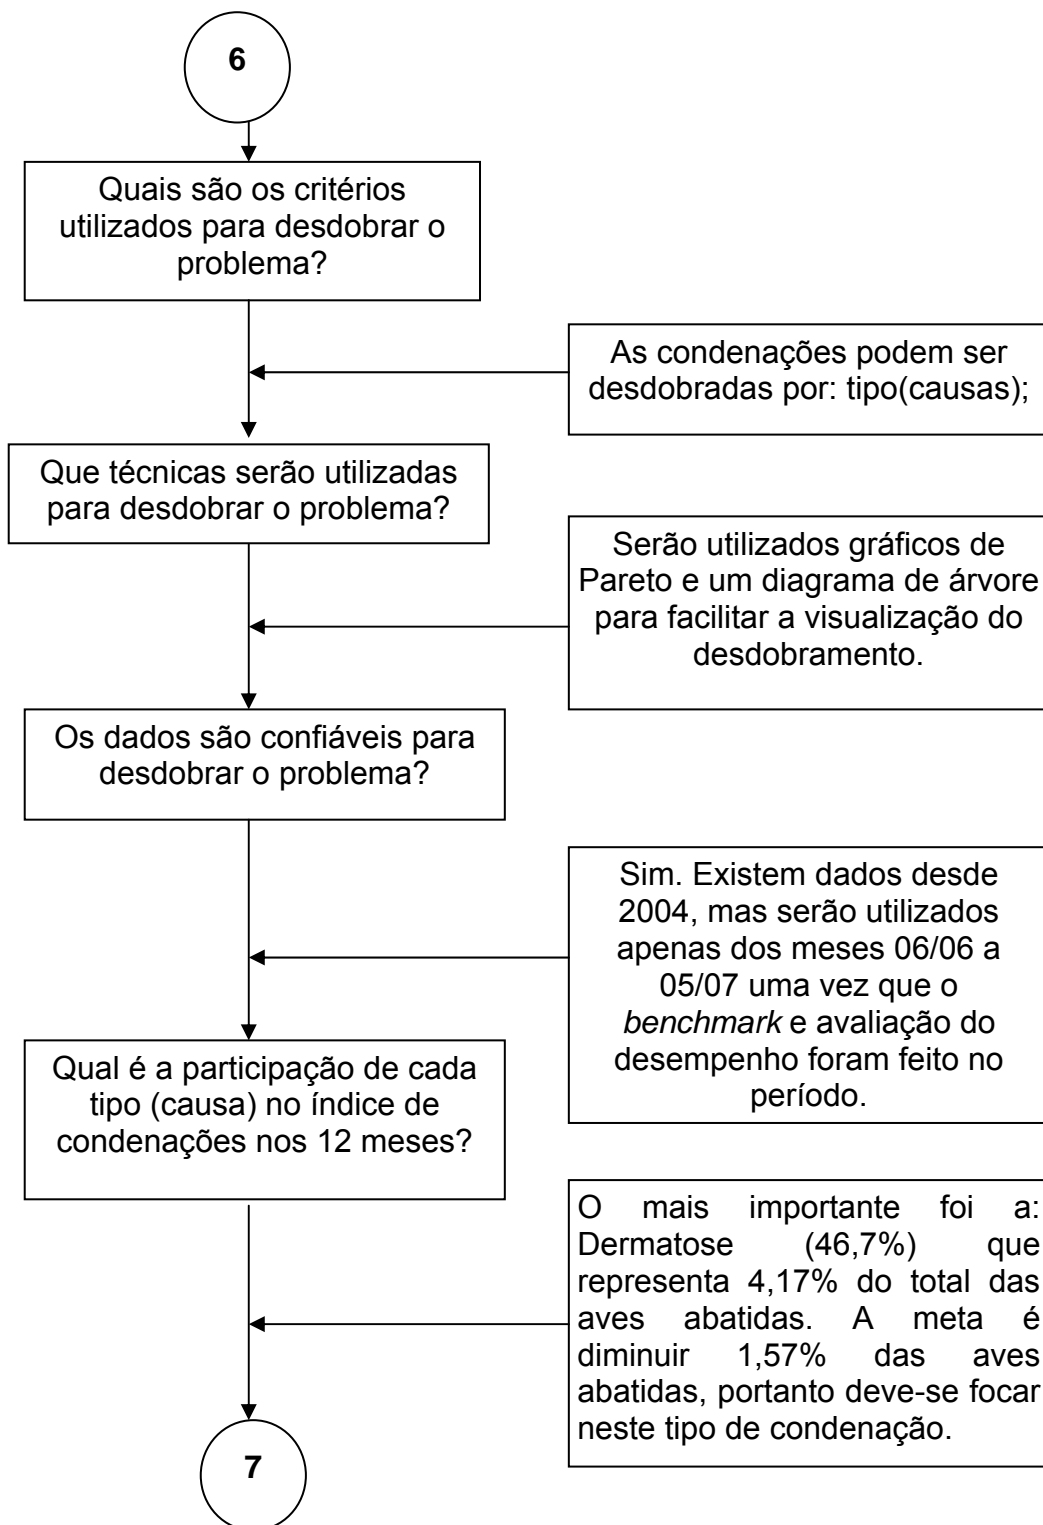 6
Quais são os critérios
utilizados para desdobrar o
problema?
As condenações podem ser
desdobradas por: tipo(causas);
Que técnicas serão utilizadas
para desdobrar o problema?
Serão utilizados gráficos de
Pareto e um diagrama de árvore
para facilitar a visualização do
desdobramento.
Os dados são confiáveis para
desdobrar o problema?
Sim. Existem dados desde
2004, mas serão utilizados
apenas dos meses 06/06 a
05/07 uma vez que o
benchmark e avaliação do
desempenho foram feito no
período.
Qual é a participação de cada
tipo (causa) no índice de
condenações nos 12 meses?
O mais importante foi a:
Dermatose (46,7%) que
representa 4,17% do total das
aves abatidas. A meta é
diminuir 1,57% das aves
abatidas, portanto deve-se focar
neste tipo de condenação.
7